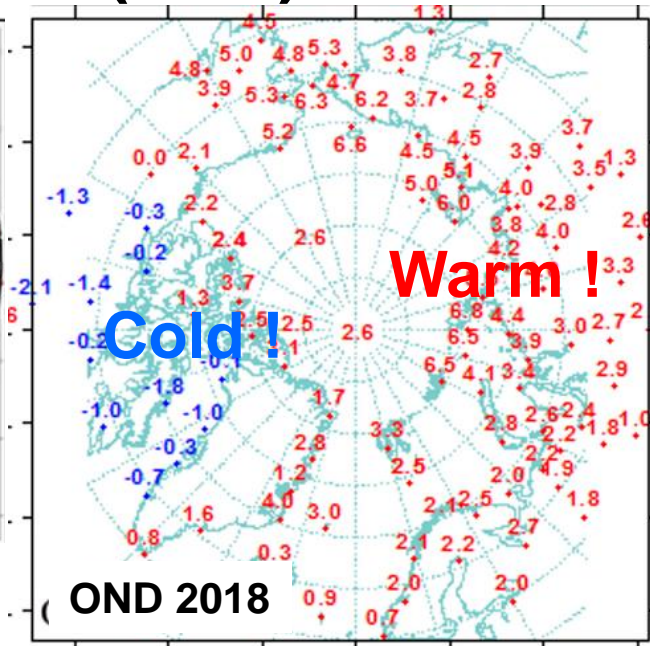 4.5 1.3
5.0 4.8 5.3 3.8
4.8 4.7 2.7
3.9 5.3 6.3 6.2 3.7 2.8
5.2 6.6 4.5 4.5 3.7
0.0 2.1 5.1 3.9 3.5 1.3
-1.3 5.0 4.0
-0.3 2.2 6.0 2.8
3.8 2.6
-0.2 2.4 2.6 4.2 4.0
-2.1 -1.4 3.7 Warm ! 3.3
6 1.3 6.8 4.4 2.7 2
Cold ! 2.5 2.6 6.5 3.9 3.0
-1.8 6.5 4.1 3.4 2.9
-1.0 -1.0 1.7 2.8 2.6 2.4 1.0
-0.3 2.8 3.3 2.2 2.2 1.8
-0.7 1.2 2.5 2.0
4.0 2.1 2.5 1.8
0.8 1.6 3.0 2.7
0.3 2.1 2.2
OND 2018 0.9 2.0 2.0
0.7